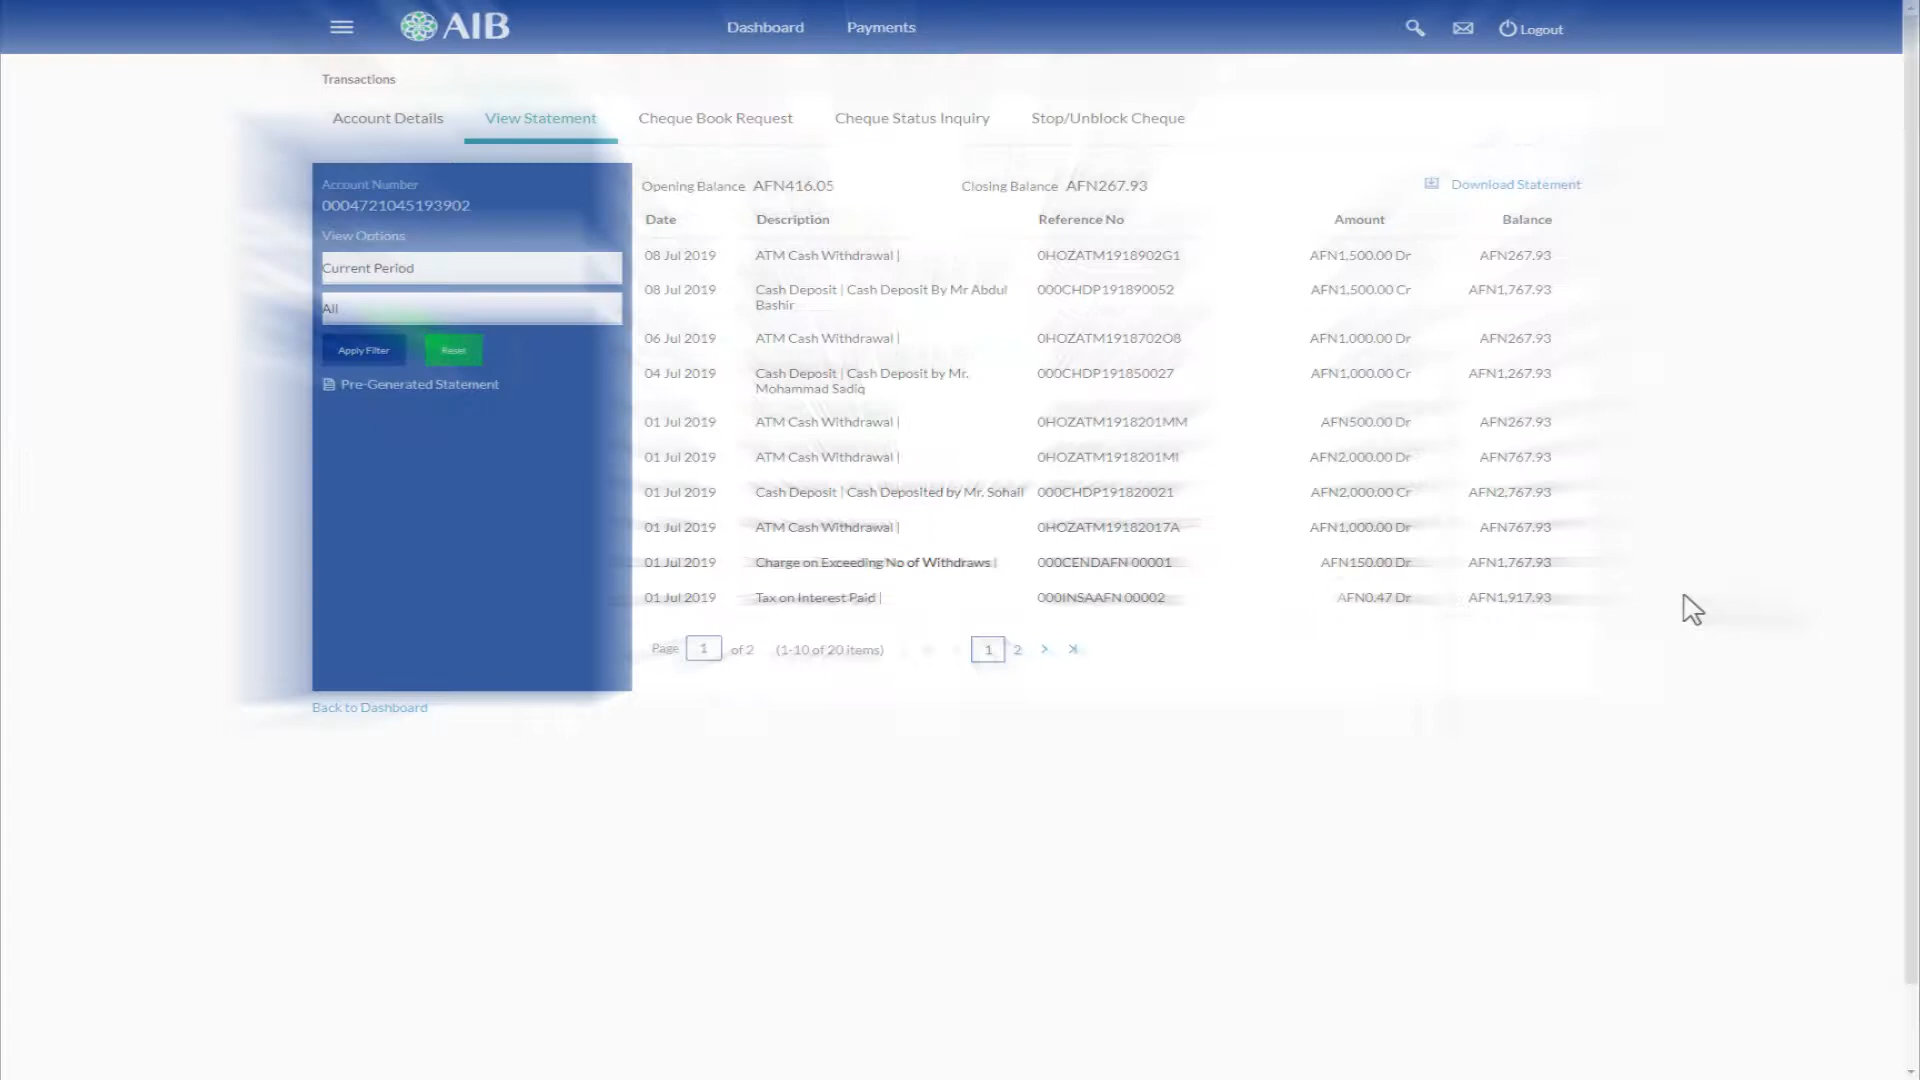 AIB Dashboard Payments Logout
Transactions
Account Details View Statement Cheque Book Request Cheque Status Inquiry Stop/Unblock Cheque
Account Number
0004721045193902
View Options
Current Period
All
Apply Filter Reset
Pre-Generated Statement
Opening Balance AFN416.05 Closing Balance AFN267.93 Download Statement
Date Description Reference No Amount Balance
08 Jul 2019 ATM Cash Withdrawal | 0HOZATM1918902G1 AFN1,500.00 Dr AFN267.93
08 Jul 2019 Cash Deposit | Cash Deposit By Mr Abdul 000CHDP191890052 AFN1,500.00 Cr AFN1,767.93
Bashir
06 Jul 2019 ATM Cash Withdrawal | 0HOZATM1918702O8 AFN1,000.00 Dr AFN267.93
04 Jul 2019 Cash Deposit | Cash Deposit by Mr. 000CHDP191850027 AFN1,000.00 Cr AFN1,267.93
Mohammad Sadiq
01 Jul 2019 ATM Cash Withdrawal | 0HOZATM1918201MM AFN500.00 Dr AFN267.93
01 Jul 2019 ATM Cash Withdrawal | 0HOZATM1918201MI AFN2,000.00 Dr AFN767.93
01 Jul 2019 Cash Deposit | Cash Deposited by Mr. Sohail 000CHDP191820021 AFN2,000.00 Cr AFN2,767.93
01 Jul 2019 ATM Cash Withdrawal | 0HOZATM19182017A AFN1,000.00 Dr AFN767.93
01 Jul 2019 Charge on Exceeding No of Withdraws | 000CENDAFN 00001 AFN150.00 Dr AFN1,767.93
01 Jul 2019 Tax on Interest Paid | 000INSAAFN 00002 AFN0.47 Dr AFN1,917.93
Page 1 of 2 (1-10 of 20 items) 1 2
Back to Dashboard